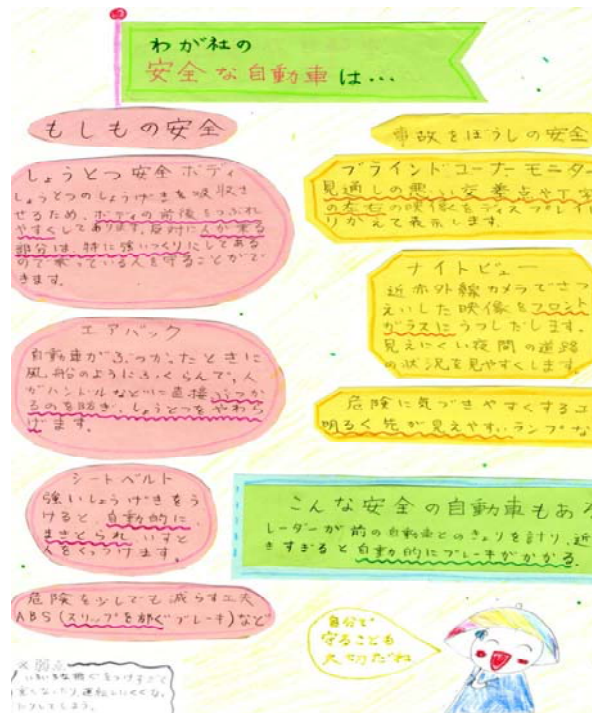 わが社の
安全な自動車は…
もしもの安全
しょうとつ安全ボディ
しょうとつのしょうげきを吸収さ
せるため、ボディの前後をつぶれ
やすくしてあります。反対に人が乗る
部分は、特に強いつくりにしてある
ので乗っている人を守ることがで
きます。
エアバック
自動車がぶつかったときに
風船のようにふくらんで、人
がハンドルなどに直接ぶつか
るのを防ぎ、しょうとつをやわら
げます。
シートベルト
強いしょうげきをう
けると、自動的に
まきとられ、いすと
人をくっつけます。
危険を少しでも減らす工夫
ABS(スリップを防ぐブレーキ)など
事故をぼうしの安全
ブラインドコーナーモニター
見通しの悪い交差点や丁字
の左右の映像をディスプレイに
りかえて表示します。
ナイトビュー
近赤外線カメラでさつ
えいした映像をフロント
ガラスにうつしだします。
見えにくい夜間の道路
の状況を見やすくします。
危険に気づきやすくする工
明るく先が見えやすいランプな
こんな安全の自動車もある
レーダーが前の自動車とのきょりを計り、近
きすぎると自動的にブレーキがかかる。
自分で
守ることも
大切だね
弱点
運転しにくくな
ったりしてしまう。